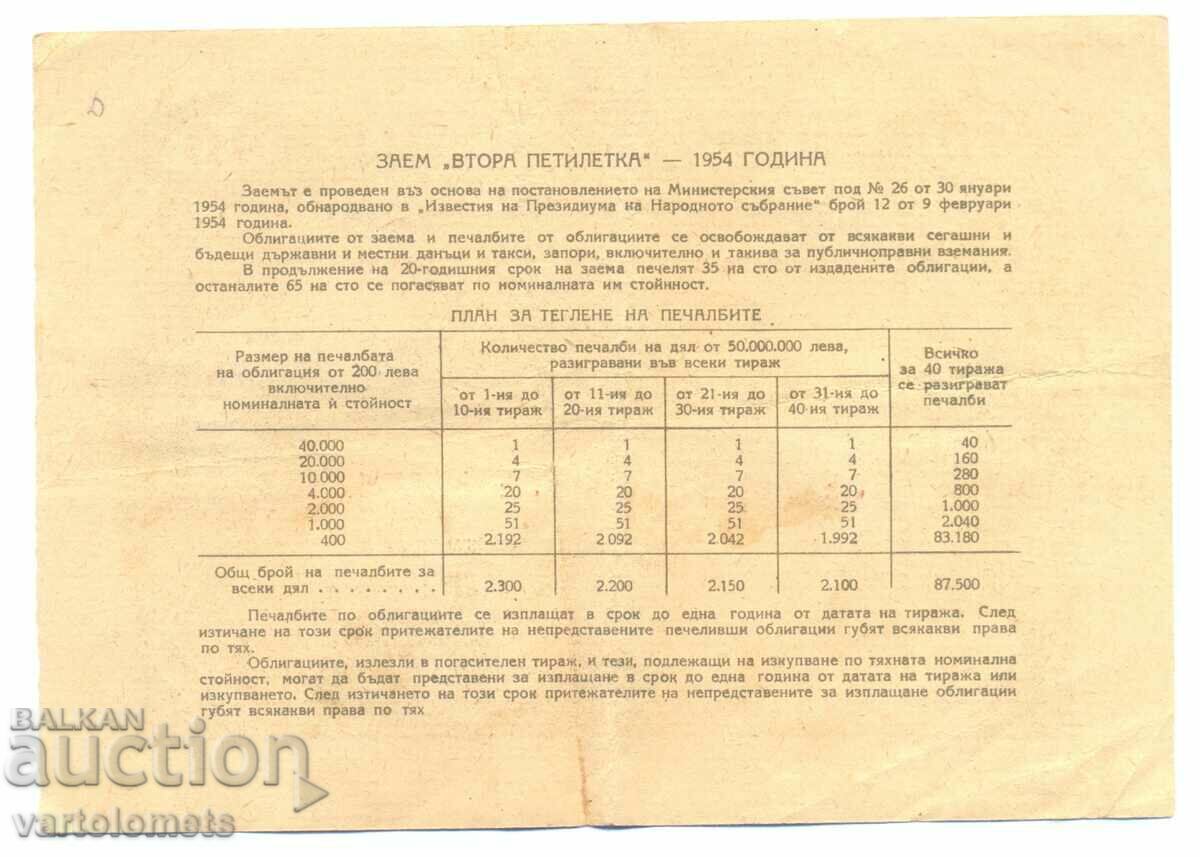 ЗАЕМ „ВТОРА ПЕТИЛЕТКА“ — 1954 ГОДИНА
Заемът е проведен въз основа на постановлението на Министерския съвет под № 26 от 30 януари
1954 година, обнародвано в „Известия на Президиума на Народното събрание“ брой 12 от 9 февруари
1954 година.
Облигациите от заема и печалбите от облигациите се освобождават от всякакви сегашни и
бъдещи държавни и местни данъци и такси, запори, включително и такива за публичноправни вземания.
В продължение на 20-годишния срок на заема печелят 35 на сто от издадените облигации, а
останалите 65 на сто се погасяват по номиналната им стойнност.
ПЛАН ЗА ТЕГЛЕНЕ НА ПЕЧАЛБИТЕ
Размер на печалбата
на облигация от 200 лева
включително
номиналната ѝ стойност
Количество печалби на дял от 50.000.000 лева,
разигравани във всеки тираж
от 1-ия до
10-ия тираж
от 11-ия до
20-ия тираж
от 21-ия до
30-ия тираж
от 31-ия до
40-ия тираж
Всичко
за 40 тиража
се разиграват
печалби
40.000 1 1 1 1 40
20.000 4 4 4 4 160
10.000 7 7 7 7 280
4.000 20 20 20 20 800
2.000 25 25 25 25 1.000
1.000 51 51 51 51 2.040
400 2.192 2 092 2.042 1.992 83.180
Общ брой на печалбите за
всеки дял . . . . . . . . 2.300 2.200 2.150 2.100 87.500
Печалбите по облигациите се изплащат в срок до една година от датата на тиража. След
изтичане на този срок притежателите на непредставените печеливши облигации губят всякакви права
по тях.
Облигациите, излезли в погасителен тираж, и тези, подлежащи на изкупване по тяхната номинална
стойност, могат да бъдат представени за изплащане в срок до една година от датата на тиража или
изкупването. След изтичането на този срок притежателите на непредставените за изплащане облигации
губят всякакви права по тях
BALKAN
auction
vartolomets